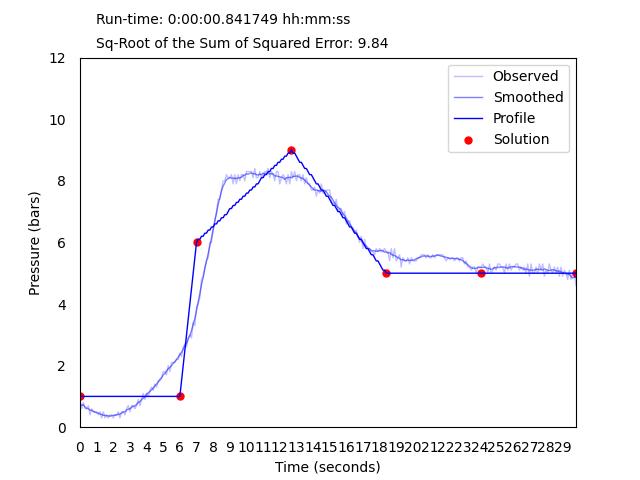 Run-time: 0:00:00.841749 hh:mm:ss
Sq-Root of the Sum of Squared Error: 9.84
12
10
8
6
4
2
0
Pressure (bars)
Observed
Smoothed
Profile
Solution
0 1 2 3 4 5 6 7 8 9 10 11 12 13 14 15 16 17 18 19 20 21 22 23 24 25 26 27 28 29
Time (seconds)